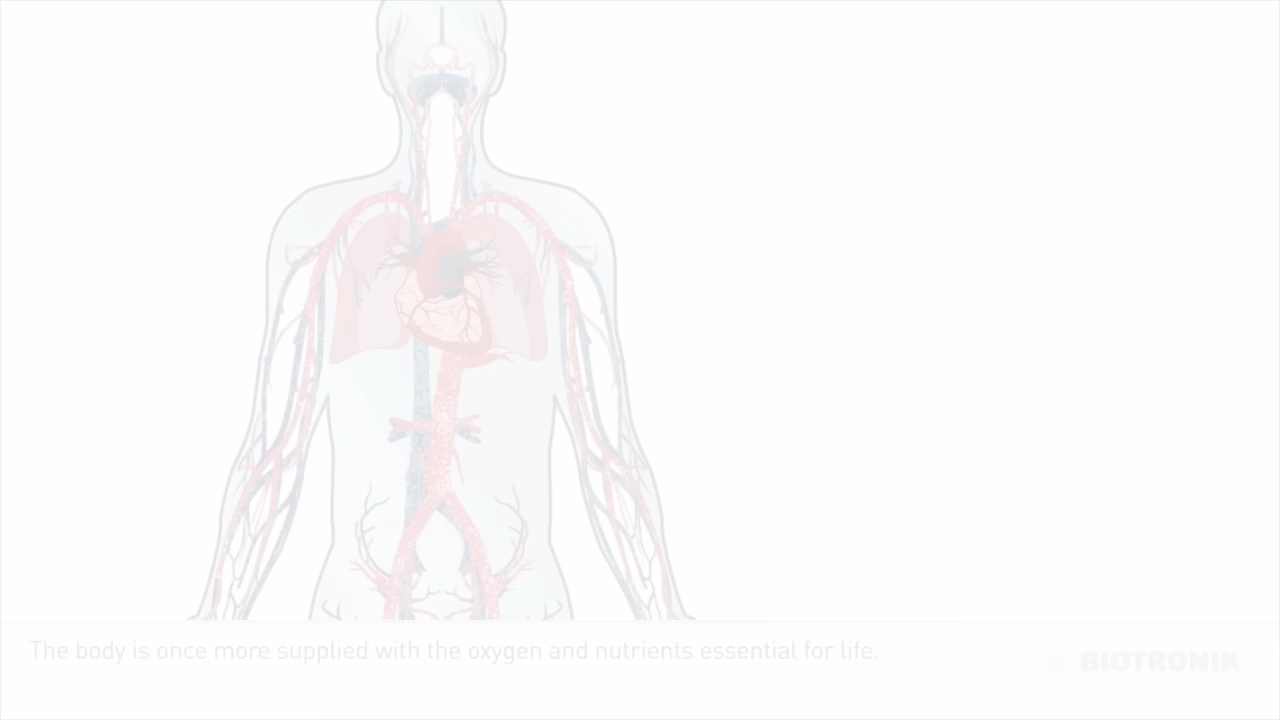 The body is once more supplied with the oxygen and nutrients essential for life.
BIOTRONIK